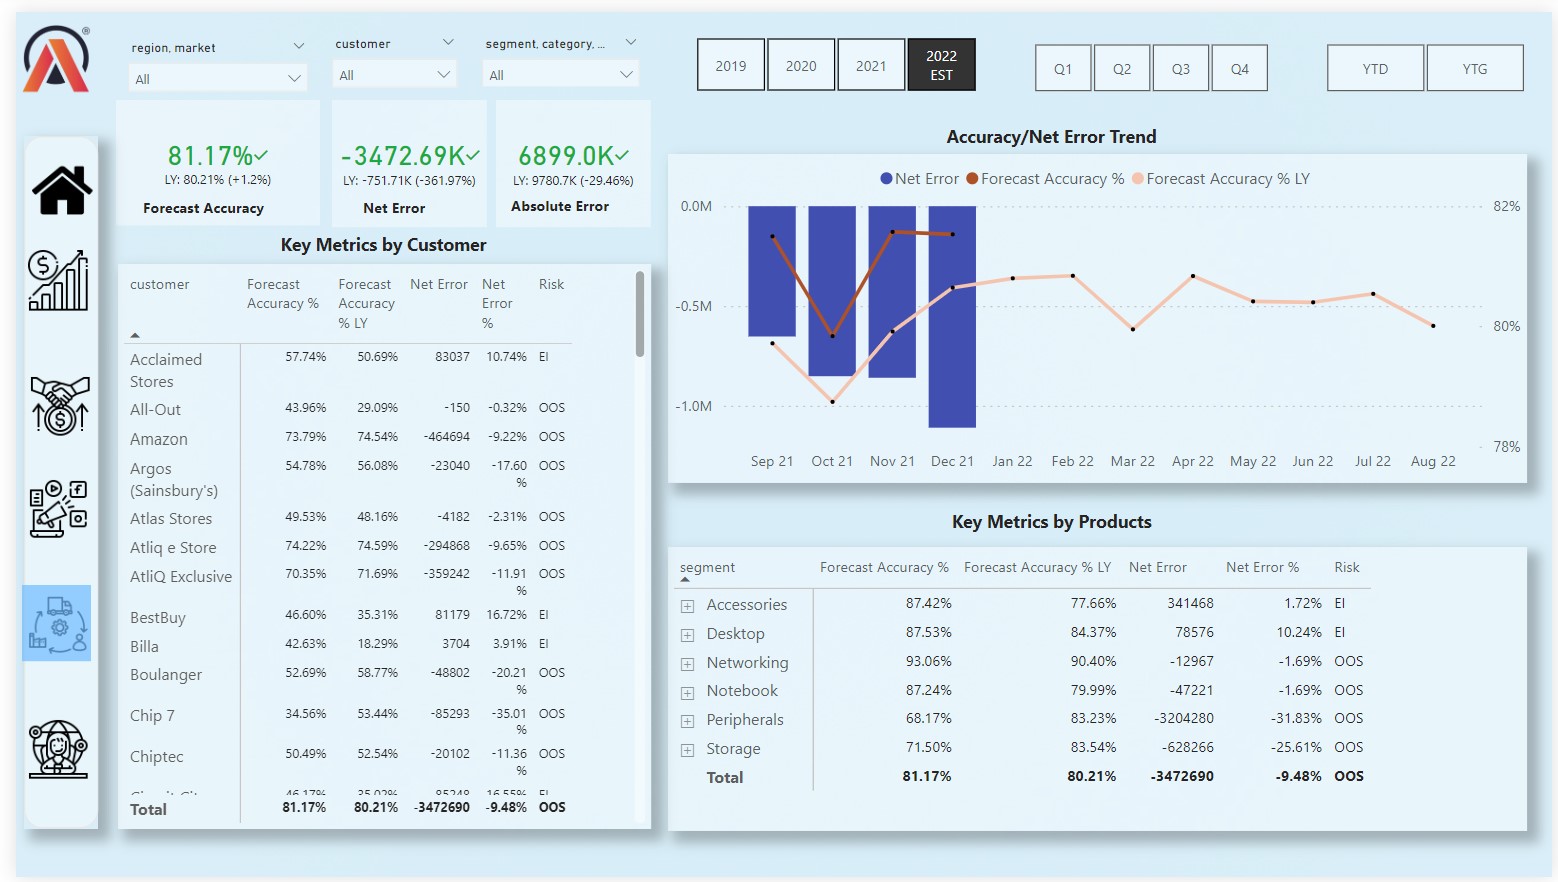 region, market
All
customer
All
segment, category, ...
All
2019
2020
2021
2022
EST
Q1
Q2
Q3
Q4
YTD
YTG
81.17%
LY: 80.21% (+1.2%)
Forecast Accuracy
-3472.69K
LY: -751.71K (-361.97%)
Net Error
6899.0K
LY: 9780.7K (-29.46%)
Absolute Error
Key Metrics by Customer
customer Forecast Accuracy % Forecast Accuracy % LY Net Error Net Error % Risk
Acclaimed Stores 57.74% 50.69% 83037 10.74% EI
All-Out 43.96% 29.09% -150 -0.32% OOS
Amazon 73.79% 74.54% -464694 -9.22% OOS
Argos (Sainsbury's) 54.78% 56.08% -23040 -17.60 % OOS
Atlas Stores 49.53% 48.16% -4182 -2.31% OOS
Atliq e Store 74.22% 74.59% -294868 -9.65% OOS
AtliQ Exclusive 70.35% 71.69% -359242 -11.91 % OOS
BestBuy 46.60% 35.31% 81179 16.72% EI
Billa 42.63% 18.29% 3704 3.91% EI
Boulanger 52.69% 58.77% -48802 -20.21 % OOS
Chip 7 34.56% 53.44% -85293 -35.01 % OOS
Chiptec 50.49% 52.54% -20102 -11.36 % OOS
Total 81.17% 80.21% -3472690 -9.48% OOS
Accuracy/Net Error Trend
Net Error Forecast Accuracy % Forecast Accuracy % LY
0.0M
-0.5M
-1.0M
82%
80%
78%
Sep 21 Oct 21 Nov 21 Dec 21 Jan 22 Feb 22 Mar 22 Apr 22 May 22 Jun 22 Jul 22 Aug 22
Key Metrics by Products
segment Forecast Accuracy % Forecast Accuracy % LY Net Error Net Error % Risk
Accessories 87.42% 77.66% 341468 1.72% EI
Desktop 87.53% 84.37% 78576 10.24% EI
Networking 93.06% 90.40% -12967 -1.69% OOS
Notebook 87.24% 79.99% -47221 -1.69% OOS
Peripherals 68.17% 83.23% -3204280 -31.83% OOS
Storage 71.50% 83.54% -628266 -25.61% OOS
Total 81.17% 80.21% -3472690 -9.48% OOS